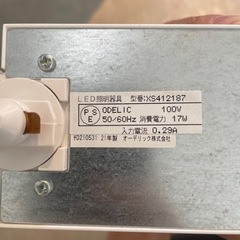 LED照明器具 型番:XS412187
PSE ODELIC 100V
50/60Hz 消費電力 17W
入力電流 0.29A
HD210531 21年製 オーデリック株式会社